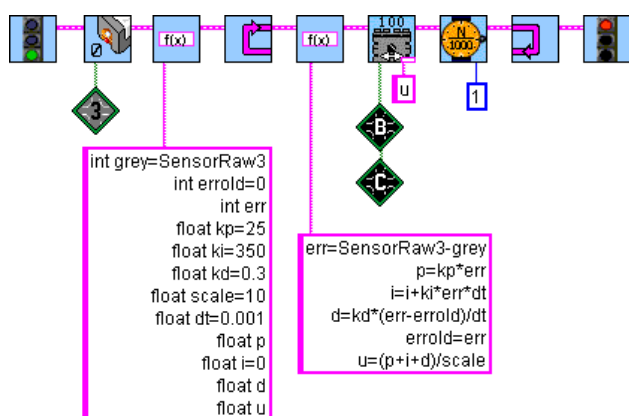 0
f(x)
f(x)
100
N
1000
u
1
3
B
C
int grey=SensorRaw3
int errold=0
int err
float kp=25
float ki=350
float kd=0.3
float scale=10
float dt=0.001
float p
float i=0
float d
float u
err=SensorRaw3-grey
p=kp*err
i=i+ki*err*dt
d=kd*(err-errold)/dt
errold=err
u=(p+i+d)/scale